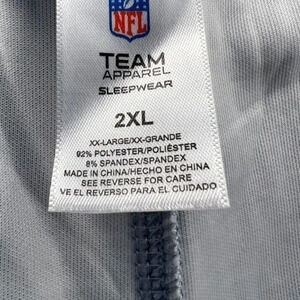 NFL
TEAM
APPAREL
SLEEPWEAR
2XL
XX-LARGE/XX-GRANDE
92% POLYESTER/POLIÉSTER
8% SPANDEX/SPANDEX
MADE IN CHINA/HECHO EN CHINA
SEE REVERSE FOR CARE
VE EL REVERSO PARA EL CUIDADO